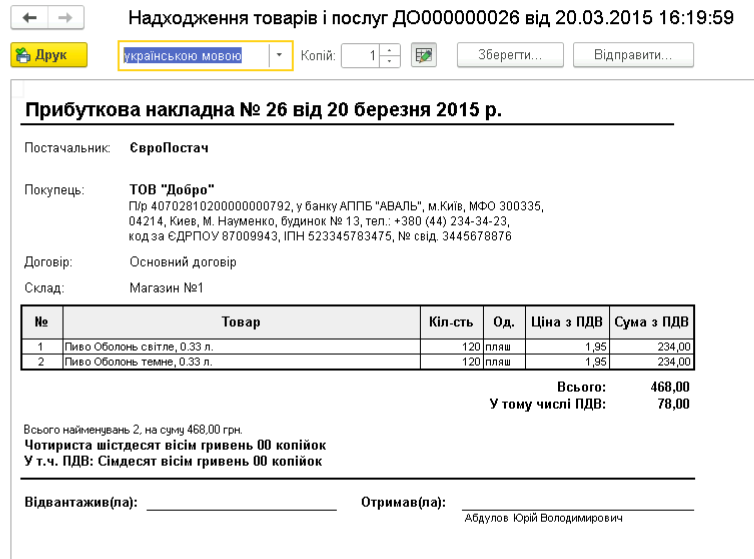 Надходження товарів і послуг ДО000000026 від 20.03.2015 16:19:59
Друк українською мовою Копій: 1 Зберегти... Відправити...
Прибуткова накладна № 26 від 20 березня 2015 р.
Постачальник: ЄвроПостач
Покупець: ТОВ "Добро"
П/р 40702810200000000792, у банку АППБ "АВАЛЬ", м.Київ, МФО 300335,
04214, Киев, М. Науменко, будинок № 13, тел.: +380 (44) 234-34-23,
код за ЄДРПОУ 87009943, ІПН 523345783475, № свід. 3445678876
Договір: Основний договір
Склад: Магазин №1
№ Товар Кіл-сть Од. Ціна з ПДВ Сума з ПДВ
1 Пиво Оболонь світле, 0.33 л. 120 пляш 1,95 234,00
2 Пиво Оболонь темне, 0.33 л. 120 пляш 1,95 234,00
Всього: 468,00
У тому числі ПДВ: 78,00
Всього найменувань 2, на суму 468,00 грн.
Чотириста шістдесят вісім гривень 00 копійок
У т.ч. ПДВ: Сімдесят вісім гривень 00 копійок
Відвантажив(ла): Отримав(ла):
Абдулов Юрій Володимирович